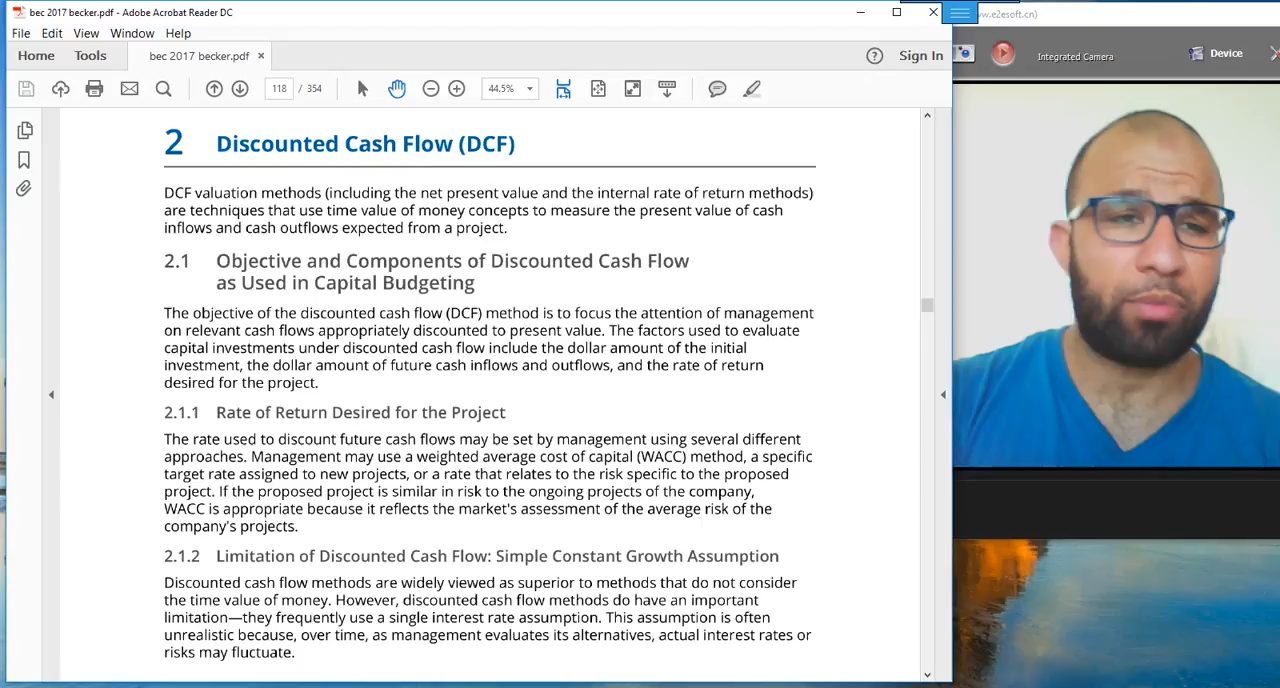 bec 2017 becker.pdf - Adobe Acrobat Reader DC
File Edit View Window Help
Home Tools bec 2017 becker.pdf × Sign In
118 / 354 44.5%
2 Discounted Cash Flow (DCF)
DCF valuation methods (including the net present value and the internal rate of return methods)
are techniques that use time value of money concepts to measure the present value of cash
inflows and cash outflows expected from a project.
2.1 Objective and Components of Discounted Cash Flow
as Used in Capital Budgeting
The objective of the discounted cash flow (DCF) method is to focus the attention of management
on relevant cash flows appropriately discounted to present value. The factors used to evaluate
capital investments under discounted cash flow include the dollar amount of the initial
investment, the dollar amount of future cash inflows and outflows, and the rate of return
desired for the project.
2.1.1 Rate of Return Desired for the Project
The rate used to discount future cash flows may be set by management using several different
approaches. Management may use a weighted average cost of capital (WACC) method, a specific
target rate assigned to new projects, or a rate that relates to the risk specific to the proposed
project. If the proposed project is similar in risk to the ongoing projects of the company,
WACC is appropriate because it reflects the market's assessment of the average risk of the
company's projects.
2.1.2 Limitation of Discounted Cash Flow: Simple Constant Growth Assumption
Discounted cash flow methods are widely viewed as superior to methods that do not consider
the time value of money. However, discounted cash flow methods do have an important
limitation—they frequently use a single interest rate assumption. This assumption is often
unrealistic because, over time, as management evaluates its alternatives, actual interest rates or
risks may fluctuate.
w.e2esoft.cn)
Integrated Camera Device